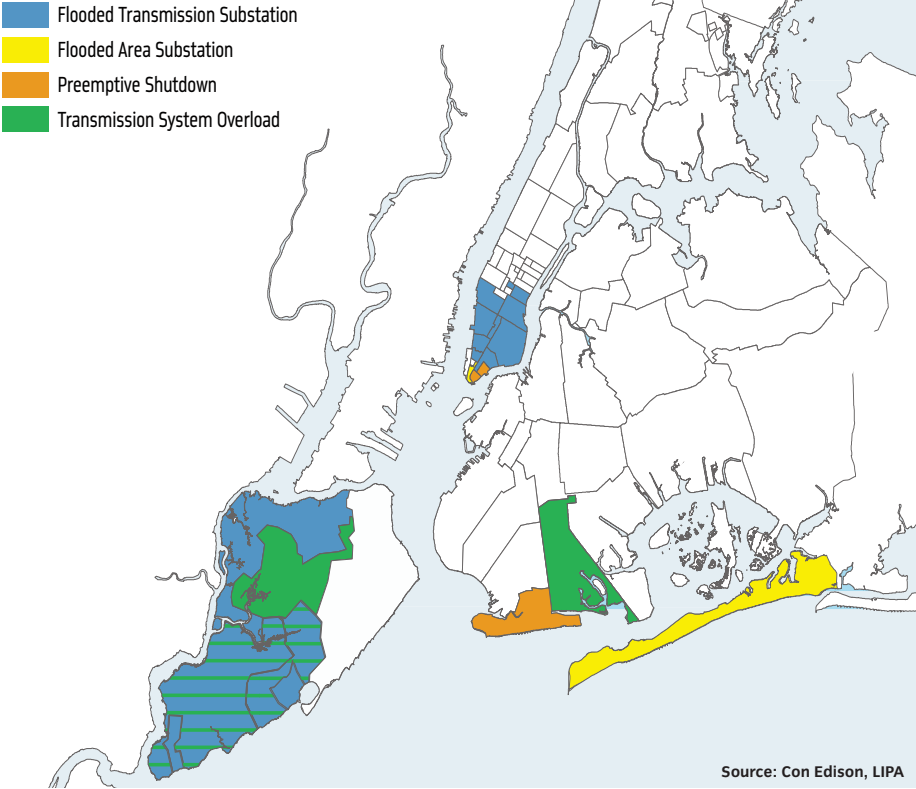 Flooded Transmission Substation
Flooded Area Substation
Preemptive Shutdown
Transmission System Overload
Source: Con Edison, LIPA